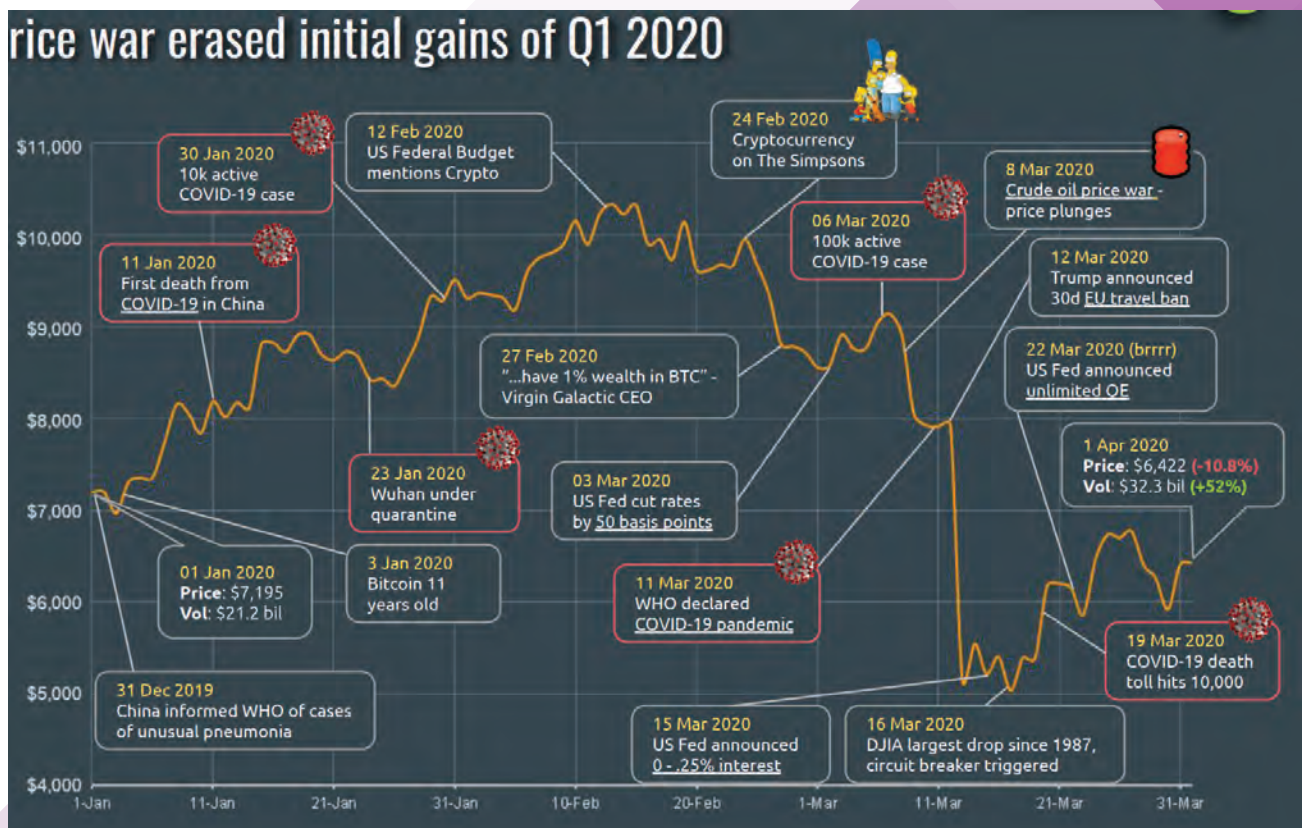 rice war erased initial gains of Q1 2020
$11,000
$10,000
$9,000
$8,000
$7,000
$6,000
$5,000
$4,000
30 Jan 2020
10k active
COVID-19 case
12 Feb 2020
US Federal Budget
mentions Crypto
24 Feb 2020
Cryptocurrency
on The Simpsons
8 Mar 2020
Crude oil price war -
price plunges
11 Jan 2020
First death from
COVID-19 in China
06 Mar 2020
100k active
COVID-19 case
12 Mar 2020
Trump announced
30d EU travel ban
27 Feb 2020
"...have 1% wealth in BTC" -
Virgin Galactic CEO
22 Mar 2020 (brrrr)
US Fed announced
unlimited QE
23 Jan 2020
Wuhan under
quarantine
03 Mar 2020
US Fed cut rates
by 50 basis points
1 Apr 2020
Price: $6,422 (-10.8%)
Vol: $32.3 bil (+52%)
01 Jan 2020
Price: $7,195
Vol: $21.2 bil
3 Jan 2020
Bitcoin 11
years old
11 Mar 2020
WHO declared
COVID-19 pandemic
19 Mar 2020
COVID-19 death
toll hits 10,000
31 Dec 2019
China informed WHO of cases
of unusual pneumonia
15 Mar 2020
US Fed announced
0 - .25% interest
16 Mar 2020
DJIA largest drop since 1987,
circuit breaker triggered
1-Jan
11-Jan
21-Jan
31-Jan
10-Feb
20-Feb
1-Mar
11-Mar
21-Mar
31-Mar